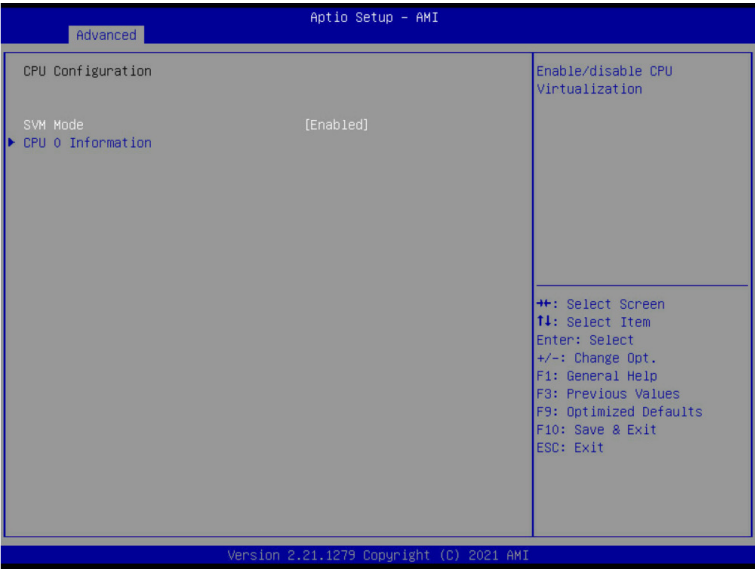 Aptio Setup – AMI
Advanced
CPU Configuration
SVM Mode [Enabled]
CPU 0 Information
Enable/disable CPU
Virtualization
→←: Select Screen
↑↓: Select Item
Enter: Select
+/-: Change Opt.
F1: General Help
F3: Previous Values
F9: Optimized Defaults
F10: Save & Exit
ESC: Exit
Version 2.21.1279 Copyright (C) 2021 AMI